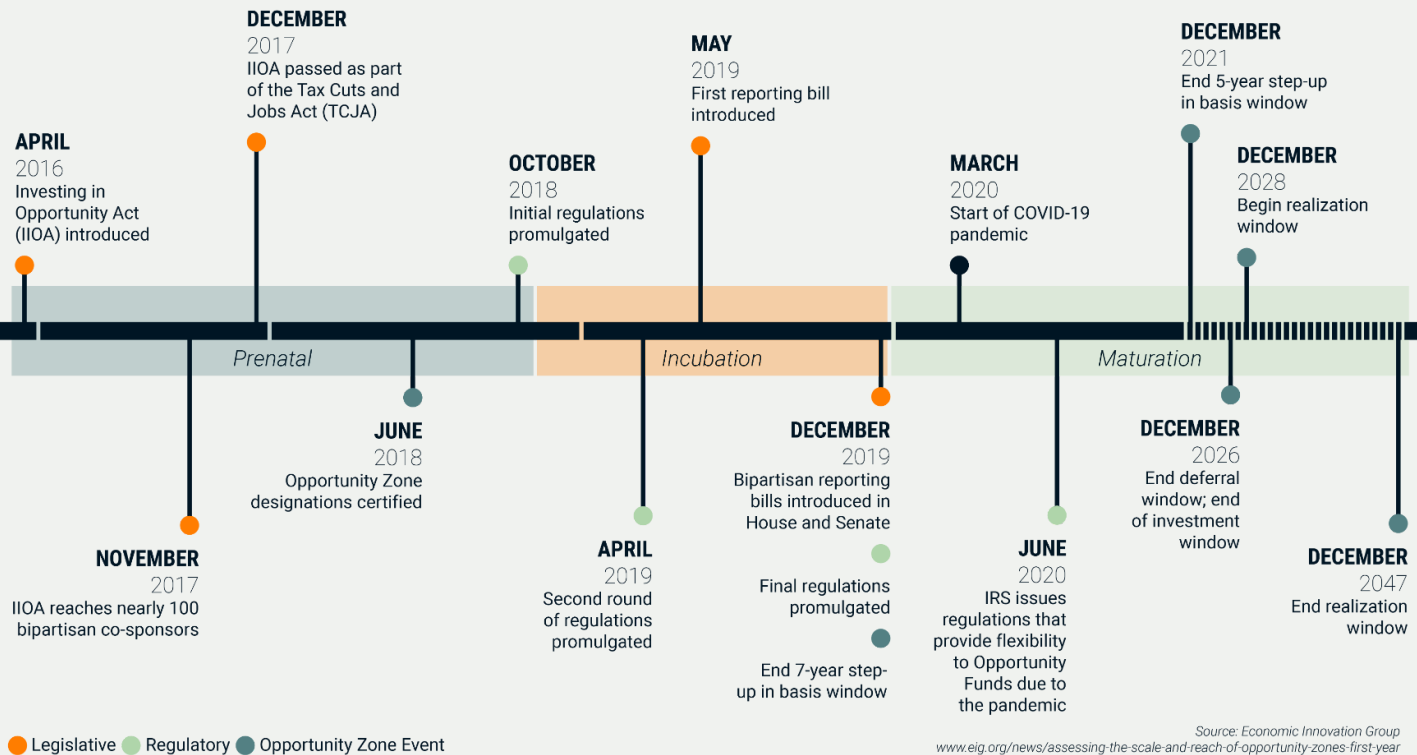 APRIL
2016
Investing in
Opportunity Act
(IIOA) introduced
DECEMBER
2017
IIOA passed as part
of the Tax Cuts and
Jobs Act (TCJA)
OCTOBER
2018
Initial regulations
promulgated
MAY
2019
First reporting bill
introduced
MARCH
2020
Start of COVID-19
pandemic
DECEMBER
2021
End 5-year step-up
in basis window
DECEMBER
2028
Begin realization
window
Prenatal
Incubation
Maturation
NOVEMBER
2017
IIOA reaches nearly 100
bipartisan co-sponsors
JUNE
2018
Opportunity Zone
designations certified
APRIL
2019
Second round
of regulations
promulgated
DECEMBER
2019
Bipartisan reporting
bills introduced in
House and Senate
Final regulations
promulgated
End 7-year step-
up in basis window
JUNE
2020
IRS issues
regulations that
provide flexibility
to Opportunity
Funds due to
the pandemic
DECEMBER
2026
End deferral
window; end
of investment
window
DECEMBER
2047
End realization
window
Legislative Regulatory Opportunity Zone Event
Source: Economic Innovation Group
www.eig.org/news/assessing-the-scale-and-reach-of-opportunity-zones-first-year